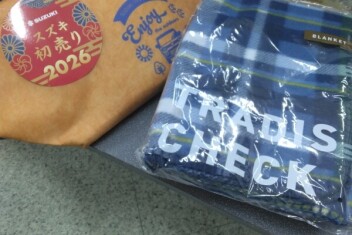 SUZUKI
スズキ
初売り
2026
Enjoy
BLANKET
TRADIS
CHECK